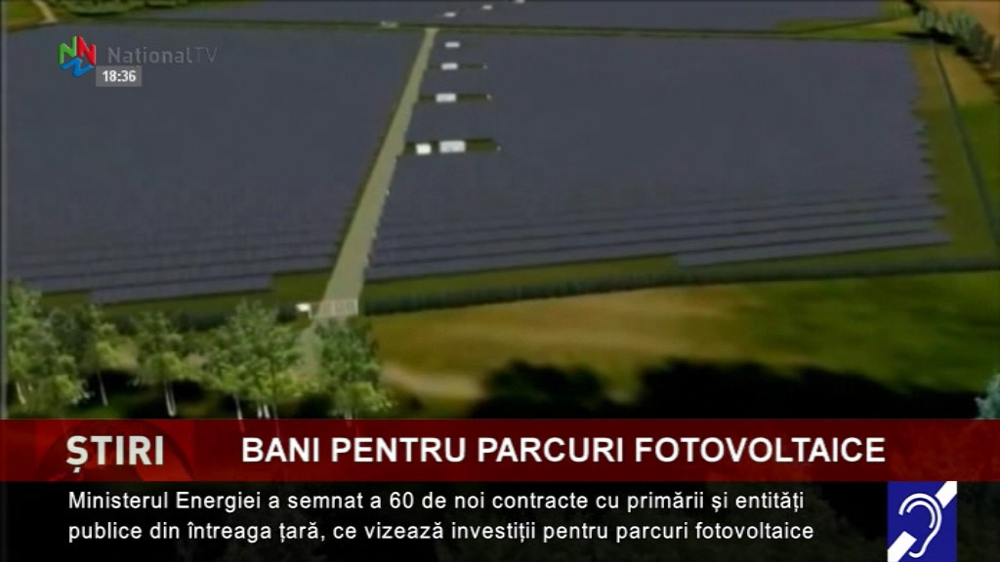 NationalTV
18:36
ȘTIRI
BANI PENTRU PARCURI FOTOVOLTAICE
Ministerul Energiei a semnat a 60 de noi contracte cu primării și entități
publice din întreaga țară, ce vizează investiții pentru parcuri fotovoltaice